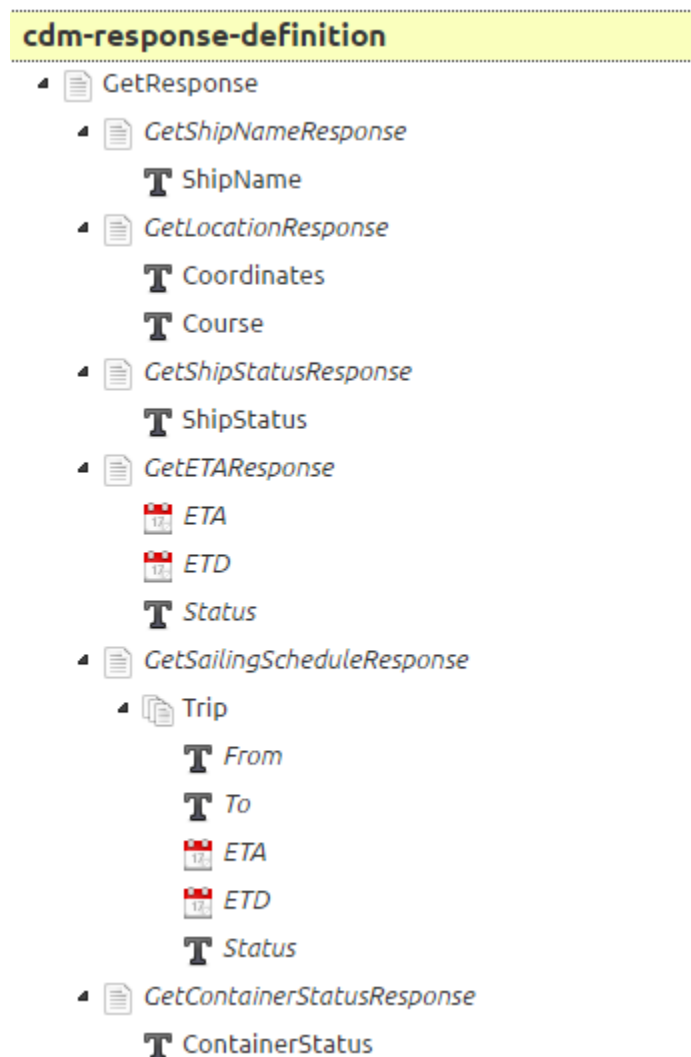 cdm-response-definition
GetResponse
GetShipNameResponse
ShipName
GetLocationResponse
Coordinates
Course
GetShipStatusResponse
ShipStatus
GetETAResponse
ETA
ETD
Status
GetSailingScheduleResponse
Trip
From
To
ETA
ETD
Status
GetContainerStatusResponse
ContainerStatus